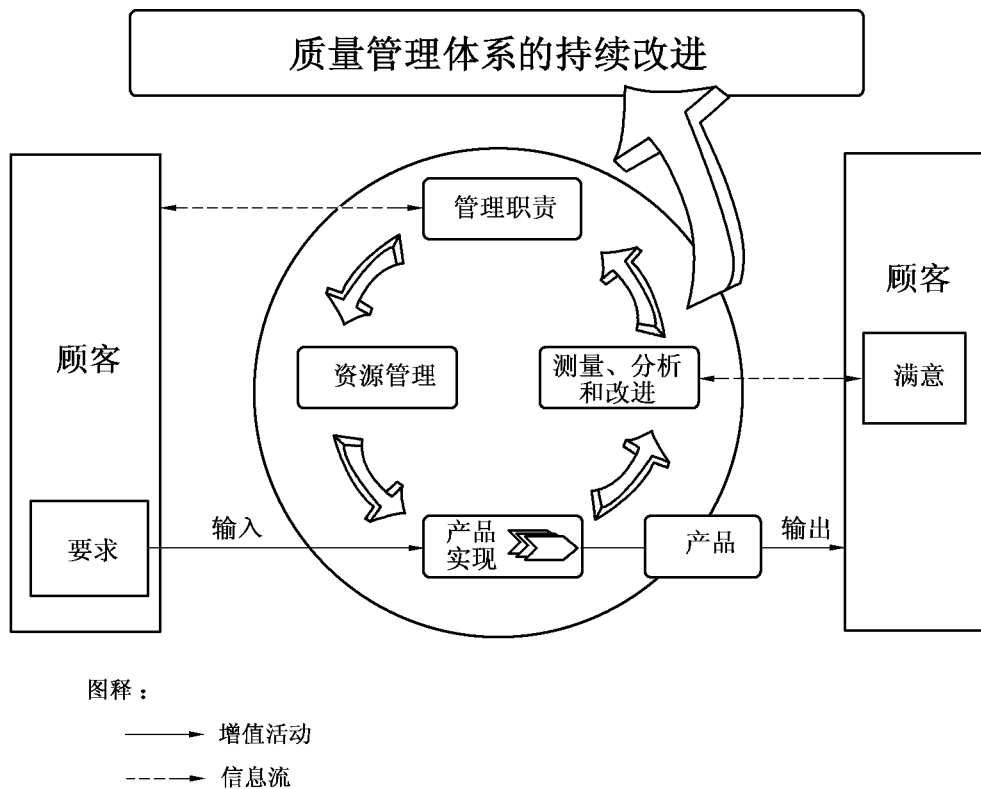 质量管理体系的持续改进
管理职责
顾客
顾客
资源管理
测量、分析
和改进
满意
要求
输入
产品
实现
产品
输出
图释：
增值活动
信息流